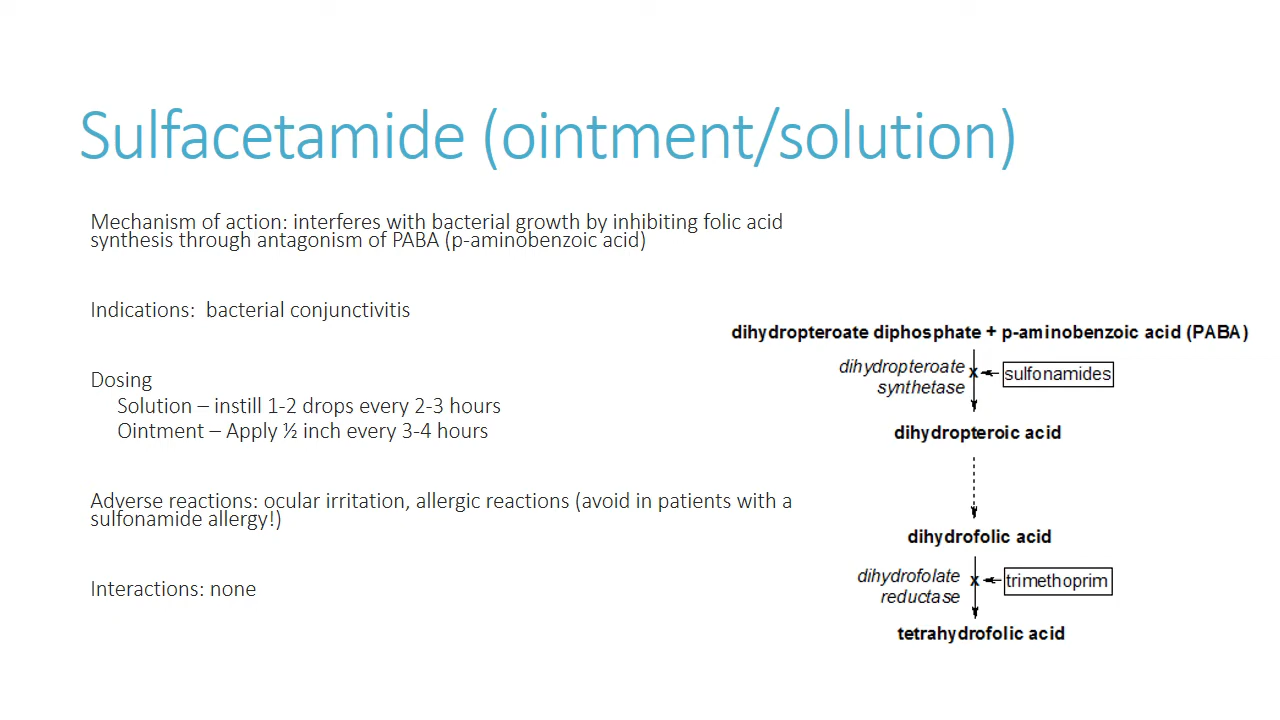 Sulfacetamide (ointment/solution)
Mechanism of action: interferes with bacterial growth by inhibiting folic acid
synthesis through antagonism of PABA (p-aminobenzoic acid)
Indications:  bacterial conjunctivitis
Dosing
Solution – instill 1-2 drops every 2-3 hours
Ointment – Apply ½ inch every 3-4 hours
Adverse reactions: ocular irritation, allergic reactions (avoid in patients with a
sulfonamide allergy!)
Interactions: none
dihydropteroate diphosphate + p-aminobenzoic acid (PABA)
dihydropteroate
synthetase
x
sulfonamides
dihydropteroic acid
dihydrofolic acid
dihydrofolate
reductase
x
trimethoprim
tetrahydrofolic acid